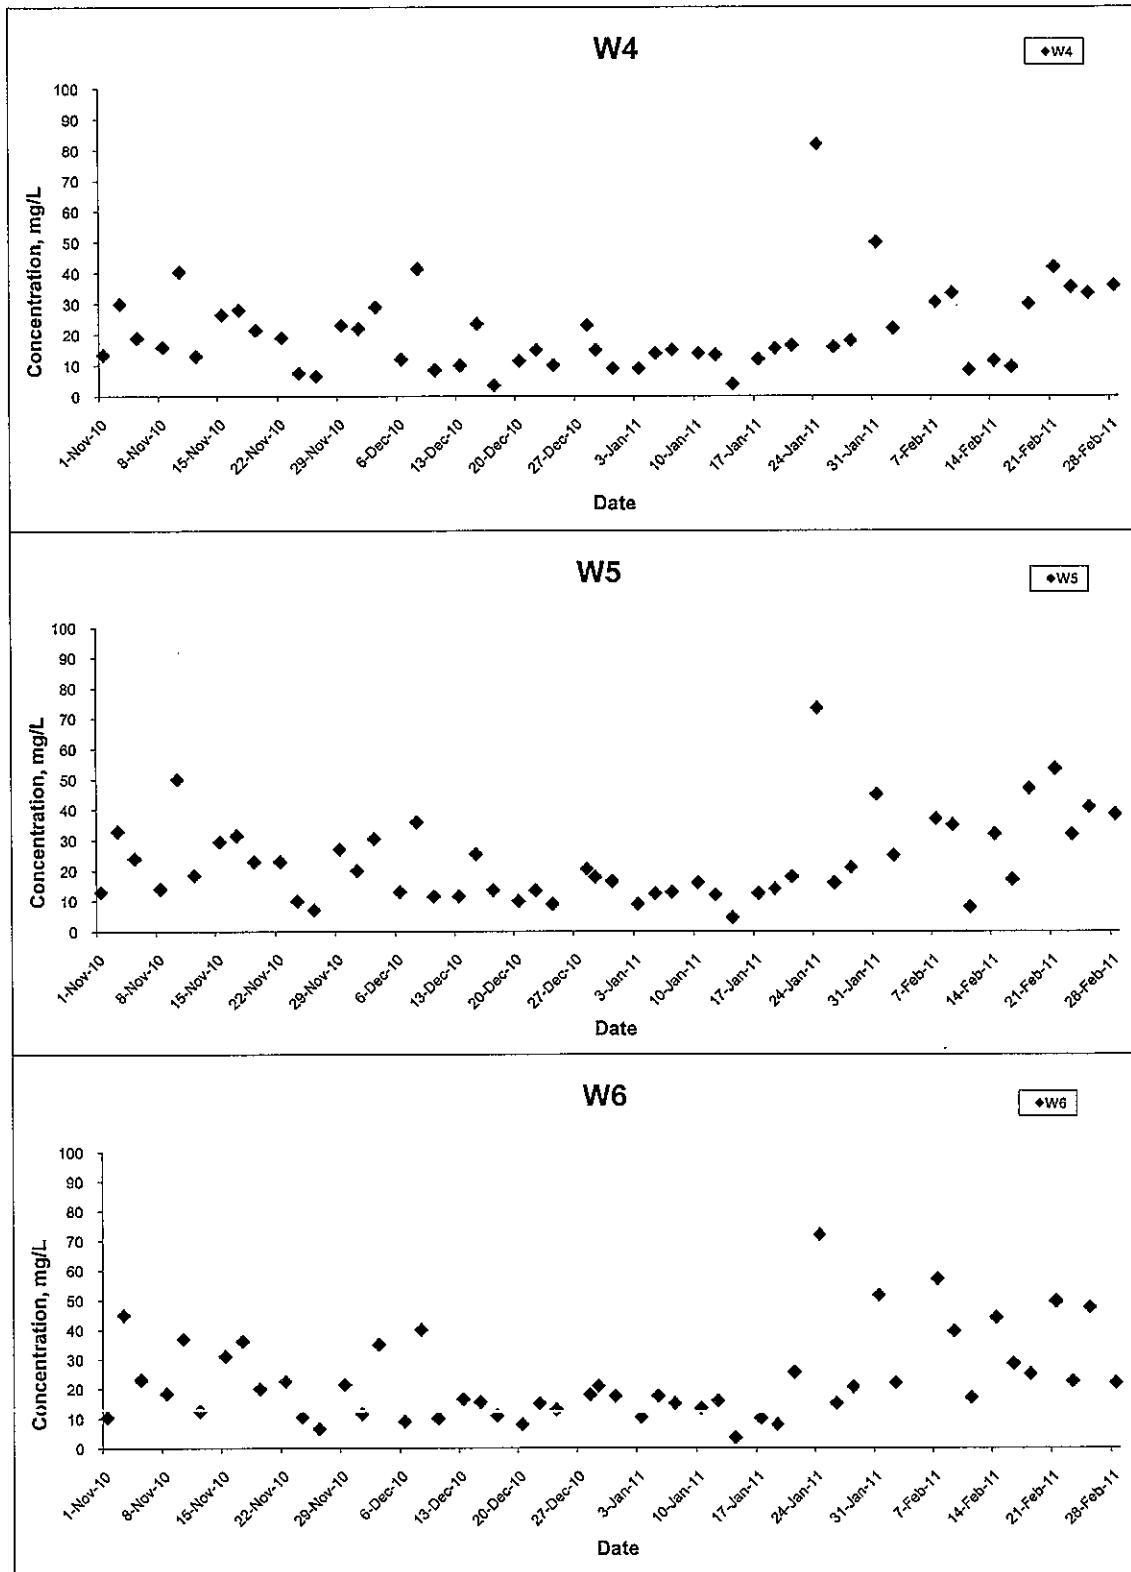 W4
W4
100
90
80
70
60
50
40
30
20
10
0
Concentration, mg/L
1-Nov-10
8-Nov-10
15-Nov-10
22-Nov-10
29-Nov-10
6-Dec-10
13-Dec-10
20-Dec-10
27-Dec-10
3-Jan-11
10-Jan-11
17-Jan-11
24-Jan-11
31-Jan-11
7-Feb-11
14-Feb-11
21-Feb-11
28-Feb-11
Date
W5
W5
100
90
80
70
60
50
40
30
20
10
0
Concentration, mg/L
1-Nov-10
8-Nov-10
15-Nov-10
22-Nov-10
29-Nov-10
6-Dec-10
13-Dec-10
20-Dec-10
27-Dec-10
3-Jan-11
10-Jan-11
17-Jan-11
24-Jan-11
31-Jan-11
7-Feb-11
14-Feb-11
21-Feb-11
28-Feb-11
Date
W6
W6
100
90
80
70
60
50
40
30
20
10
0
Concentration, mg/L
1-Nov-10
8-Nov-10
15-Nov-10
22-Nov-10
29-Nov-10
6-Dec-10
13-Dec-10
20-Dec-10
27-Dec-10
3-Jan-11
10-Jan-11
17-Jan-11
24-Jan-11
31-Jan-11
7-Feb-11
14-Feb-11
21-Feb-11
28-Feb-11
Date